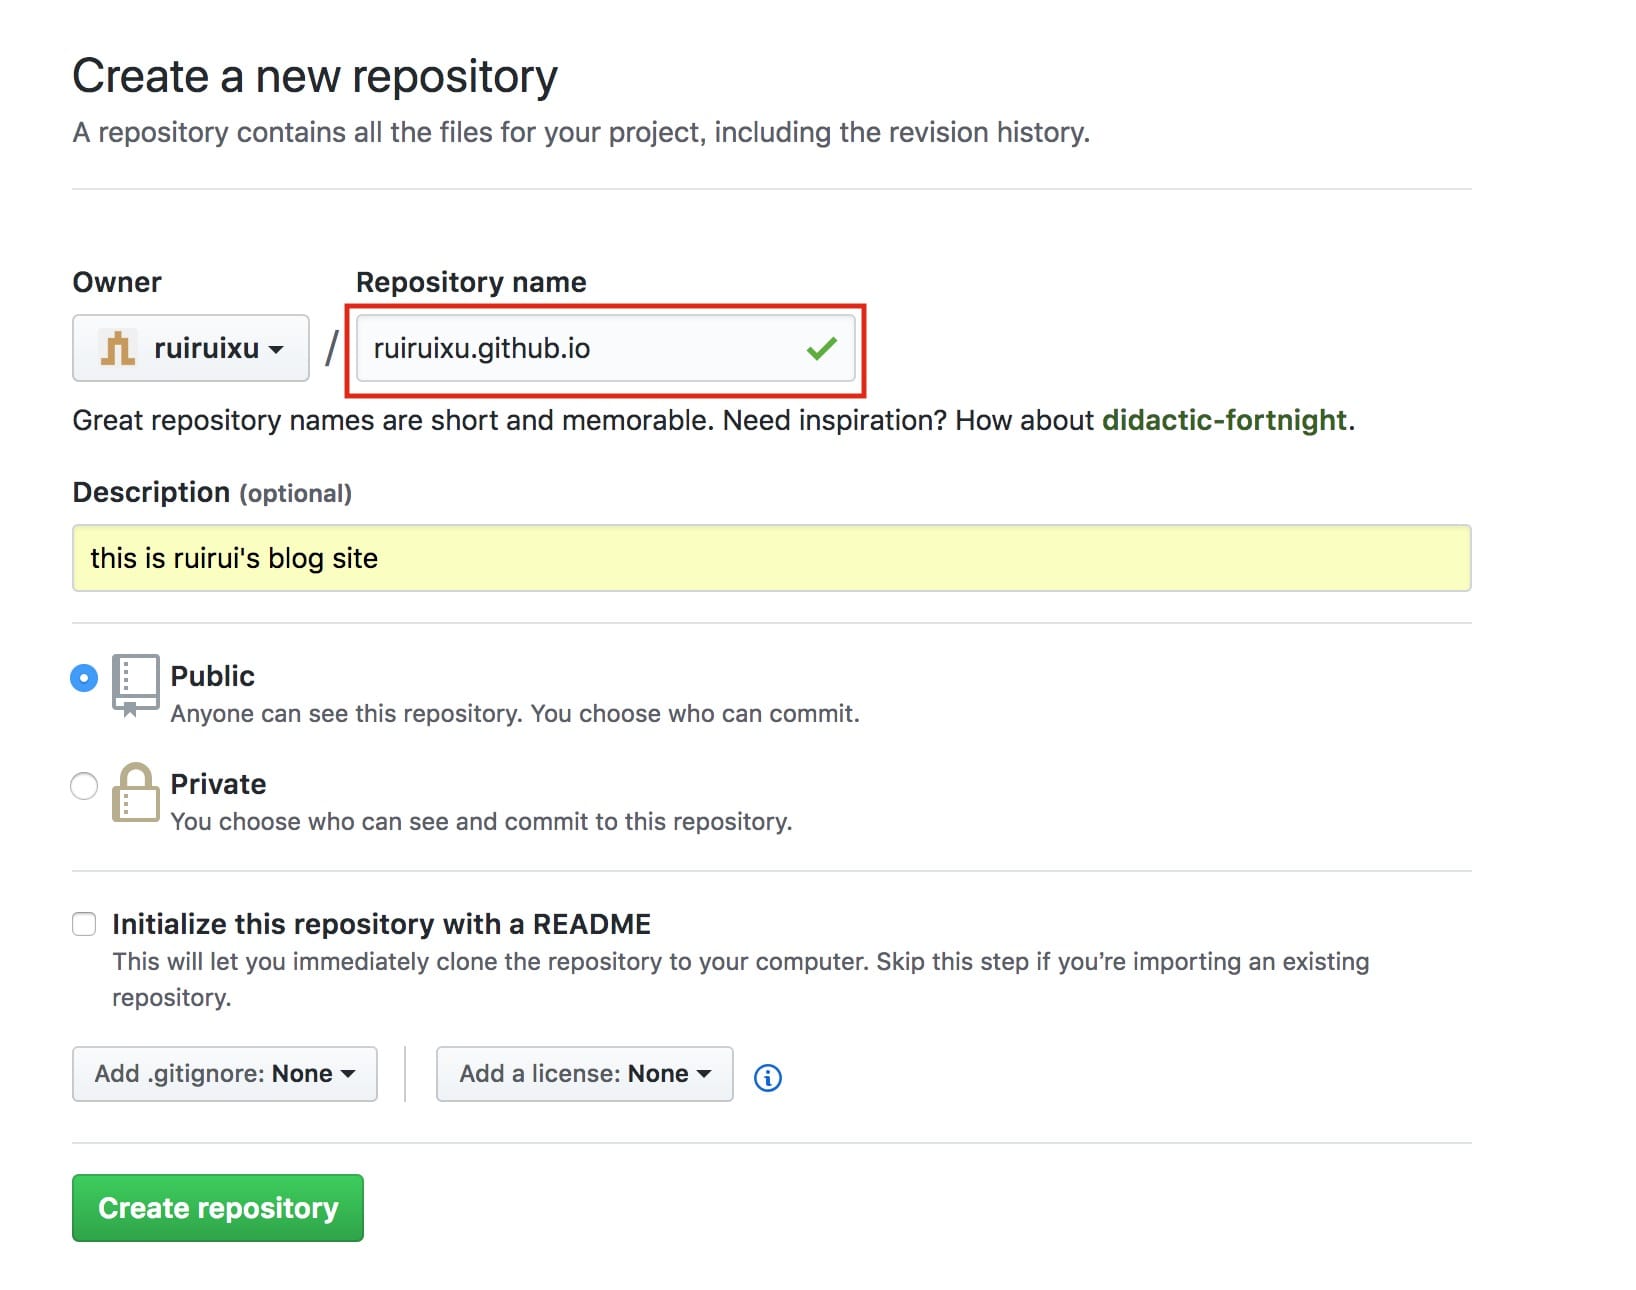 Create a new repository
A repository contains all the files for your project, including the revision history.
Owner
Repository name
ruiruixu
/
ruiruixu.github.io
Great repository names are short and memorable. Need inspiration? How about didactic-fortnight.
Description (optional)
this is ruirui's blog site
Public
Anyone can see this repository. You choose who can commit.
Private
You choose who can see and commit to this repository.
Initialize this repository with a README
This will let you immediately clone the repository to your computer. Skip this step if you’re importing an existing
repository.
Add .gitignore: None
Add a license: None
Create repository